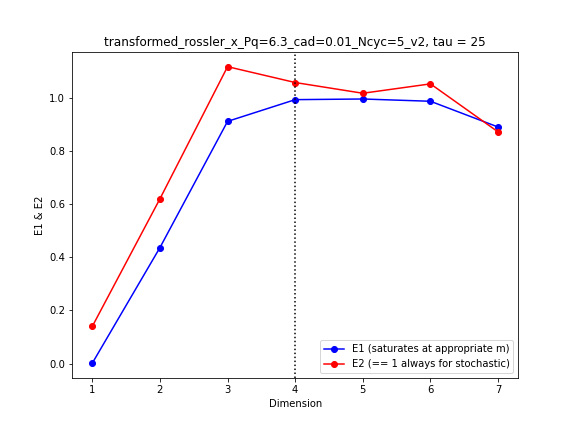 transformed_rossler_x_Pq=6.3_cad=0.01_Ncyc=5_v2, tau = 25
E1 & E2
1.0
0.8
0.6
0.4
0.2
0.0
E1 (saturates at appropriate m)
E2 (== 1 always for stochastic)
1 2 3 4 5 6 7
Dimension